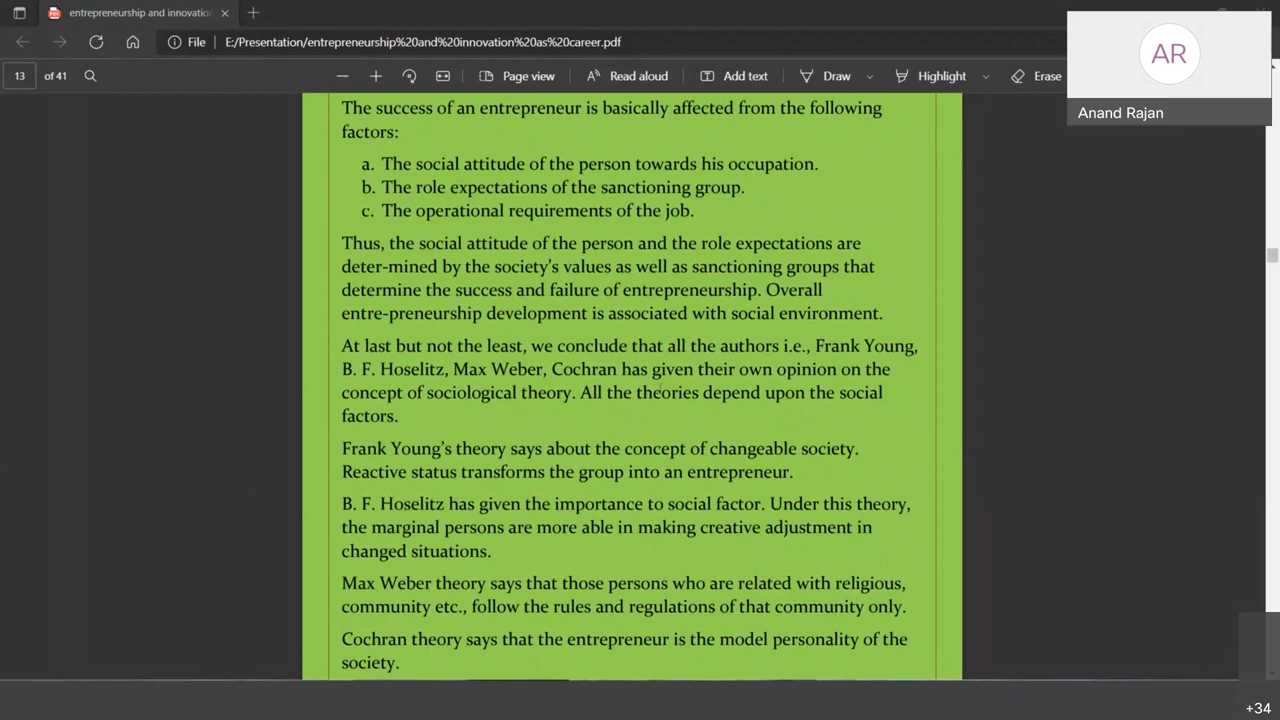 entrepreneurship and innovation
File
E:/Presentation/entrepreneurship%20and%20innovation%20as%20career.pdf
13 of 41
Page view
Read aloud
Add text
Draw
Highlight
Erase
AR
Anand Rajan
The success of an entrepreneur is basically affected from the following
factors:
a. The social attitude of the person towards his occupation.
b. The role expectations of the sanctioning group.
c. The operational requirements of the job.
Thus, the social attitude of the person and the role expectations are
deter-mined by the society's values as well as sanctioning groups that
determine the success and failure of entrepreneurship. Overall
entre-preneurship development is associated with social environment.
At last but not the least, we conclude that all the authors i.e., Frank Young,
B. F. Hoselitz, Max Weber, Cochran has given their own opinion on the
concept of sociological theory. All the theories depend upon the social
factors.
Frank Young's theory says about the concept of changeable society.
Reactive status transforms the group into an entrepreneur.
B. F. Hoselitz has given the importance to social factor. Under this theory,
the marginal persons are more able in making creative adjustment in
changed situations.
Max Weber theory says that those persons who are related with religious,
community etc., follow the rules and regulations of that community only.
Cochran theory says that the entrepreneur is the model personality of the
society.
+34